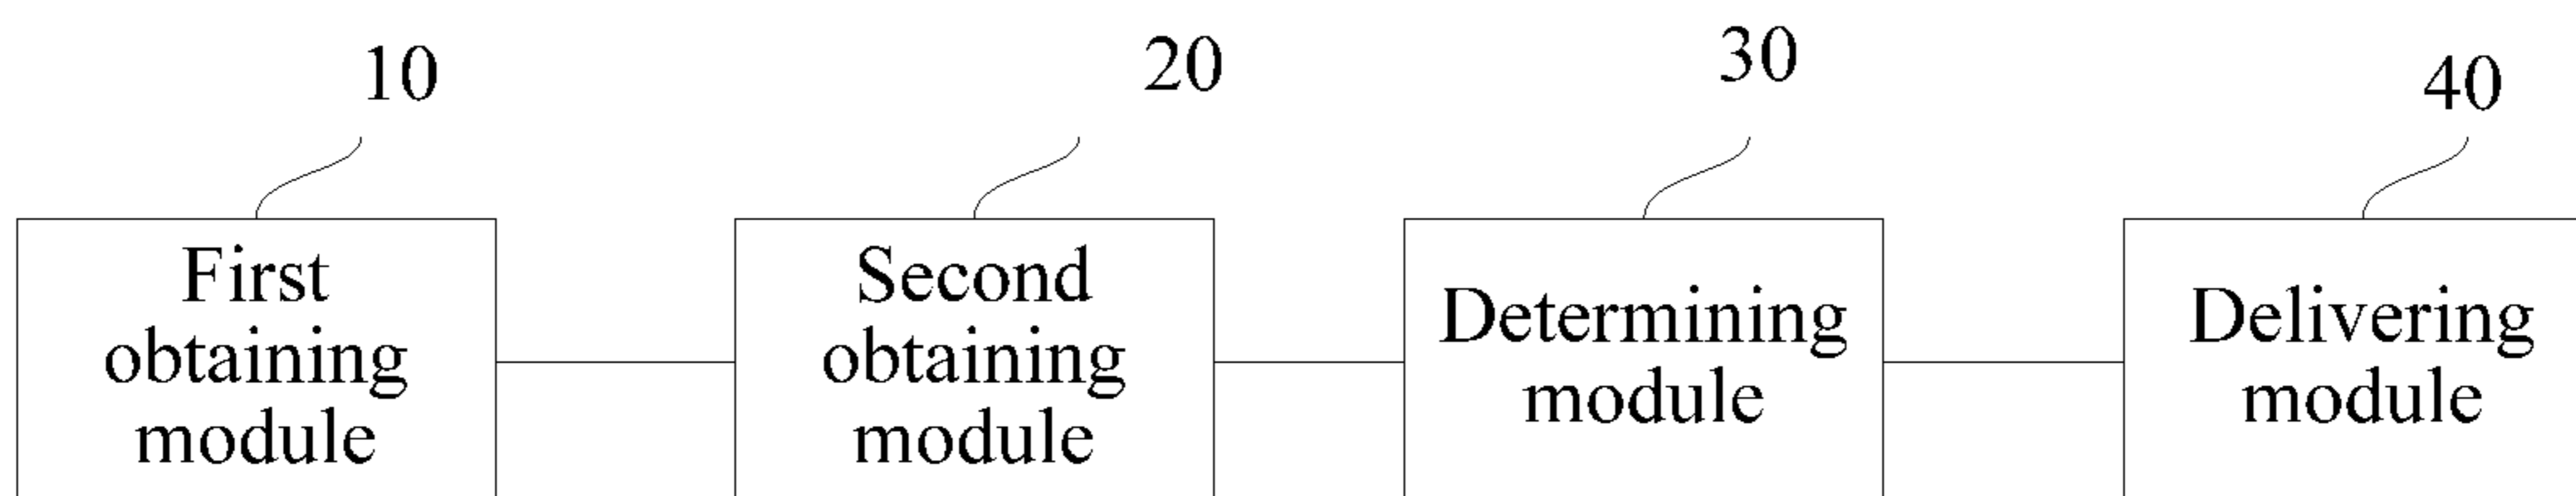 10
20
30
40
First
obtaining
module
Second
obtaining
module
Determining
module
Delivering
module